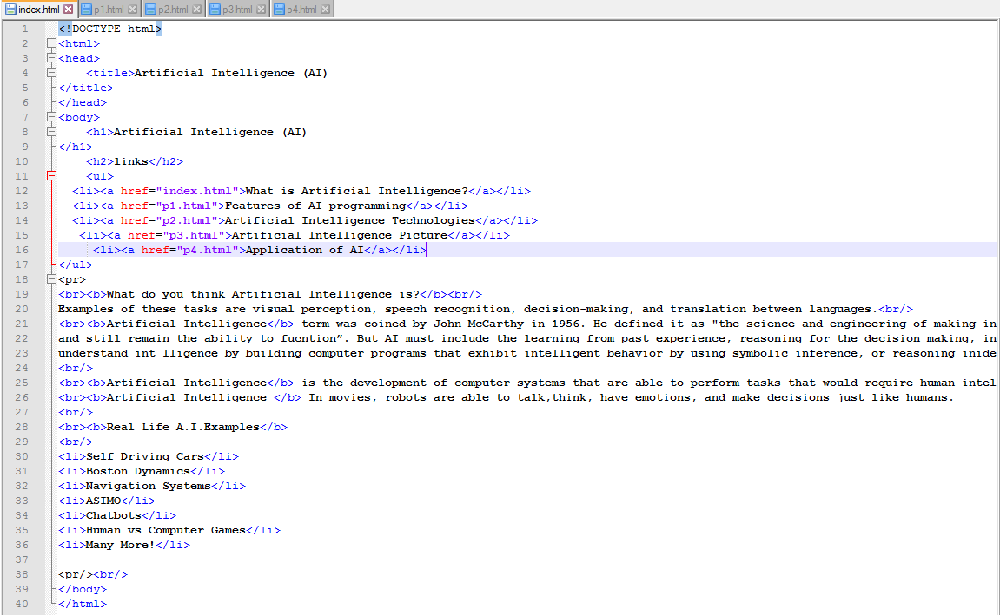 index.html p1.html p2.html p3.html p4.html
1 <!DOCTYPE html>
2 <html>
3 <head>
4 <title>Artificial Intelligence (AI)
5 </title>
6 </head>
7 <body>
8 <h1>Artificial Intelligence (AI)
9 </h1>
10 <h2>links</h2>
11 <ul>
12 <li><a href="index.html">What is Artificial Intelligence?</a></li>
13 <li><a href="p1.html">Features of AI programming</a></li>
14 <li><a href="p2.html">Artificial Intelligence Technologies</a></li>
15 <li><a href="p3.html">Artificial Intelligence Picture</a></li>
16 <li><a href="p4.html">Application of AI</a></li>
17 </ul>
18 <pr>
19 <br><b>What do you think Artificial Intelligence is?</b><br/>
20 Examples of these tasks are visual perception, speech recognition, decision-making, and translation between languages.<br/>
21 <br><b>Artificial Intelligence</b> term was coined by John McCarthy in 1956. He defined it as "the science and engineering of making in
22 and still remain the ability to fucntion”. But AI must include the learning from past experience, reasoning for the decision making, in
23 understand int lligence by building computer programs that exhibit intelligent behavior by using symbolic inference, or reasoning inide
24 <br/>
25 <br><b>Artificial Intelligence</b> is the development of computer systems that are able to perform tasks that would require human intel
26 <br><b>Artificial Intelligence </b> In movies, robots are able to talk,think, have emotions, and make decisions just like humans.
27 <br/>
28 <br><b>Real Life A.I.Examples</b>
29 <br/>
30 <li>Self Driving Cars</li>
31 <li>Boston Dynamics</li>
32 <li>Navigation Systems</li>
33 <li>ASIMO</li>
34 <li>Chatbots</li>
35 <li>Human vs Computer Games</li>
36 <li>Many More!</li>
37
38 <pr/><br/>
39 </body>
40 </html>